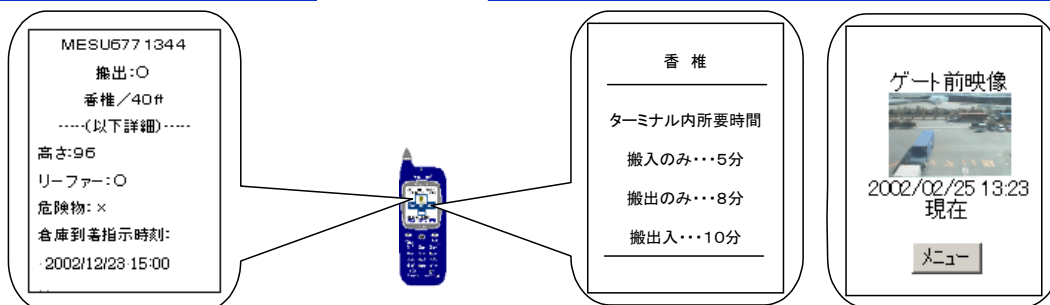 MESU6771344
搬出:○
香椎／40ft
-----(以下詳細)-----
高さ:96
リーファー:○
危険物:×
倉庫到着指示時刻:
2002/12/23 15:00
香 椎
ターミナル内所要時間
搬入のみ･･･5分
搬出のみ･･･8分
搬出入･･･10分
ゲート前映像
2002/02/25 13:23
現在
メニュー